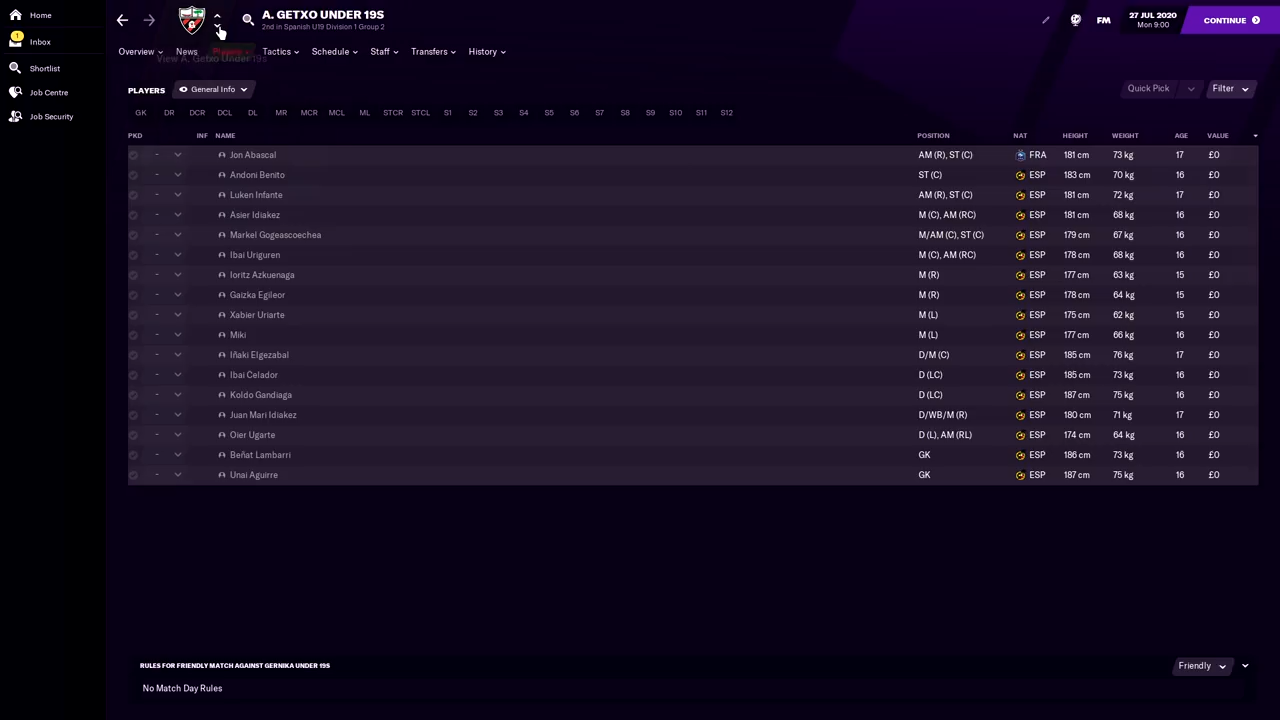 Home
1
Inbox
Shortlist
Job Centre
Job Security
A. GETXO UNDER 19S
2nd in Spanish U19 Division 1 Group 2
FM
27 JUL 2020
Mon 9:00
CONTINUE
Overview News Players Tactics Schedule Staff Transfers History
View A. Getxo Under 19s
PLAYERS General Info Quick Pick Filter
GK DR DCR DCL DL MR MCR MCL ML STCR STCL S1 S2 S3 S4 S5 S6 S7 S8 S9 S10 S11 S12
PKD INF NAME POSITION NAT HEIGHT WEIGHT AGE VALUE
- Jon Abascal AM (R), ST (C) FRA 181 cm 73 kg 17 £0
- Andoni Benito ST (C) ESP 183 cm 70 kg 16 £0
- Luken Infante AM (R), ST (C) ESP 181 cm 72 kg 17 £0
- Asier Idiakez M (C), AM (RC) ESP 181 cm 68 kg 16 £0
- Markel Gogeascoechea M/AM (C), ST (C) ESP 179 cm 67 kg 16 £0
- Ibai Uriguren M (C), AM (RC) ESP 178 cm 68 kg 16 £0
- Ioritz Azkuenaga M (R) ESP 177 cm 63 kg 15 £0
- Gaizka Egileor M (R) ESP 178 cm 64 kg 15 £0
- Xabier Uriarte M (L) ESP 175 cm 62 kg 15 £0
- Miki M (L) ESP 177 cm 66 kg 16 £0
- Iñaki Elgezabal D/M (C) ESP 185 cm 76 kg 17 £0
- Ibai Celador D (LC) ESP 185 cm 73 kg 16 £0
- Koldo Gandiaga D (LC) ESP 187 cm 75 kg 16 £0
- Juan Mari Idiakez D/WB/M (R) ESP 180 cm 71 kg 17 £0
- Oier Ugarte D (L), AM (RL) ESP 174 cm 64 kg 16 £0
- Beñat Lambarri GK ESP 186 cm 73 kg 16 £0
- Unai Aguirre GK ESP 187 cm 75 kg 16 £0
RULES FOR FRIENDLY MATCH AGAINST GERNIKA UNDER 19S Friendly
No Match Day Rules